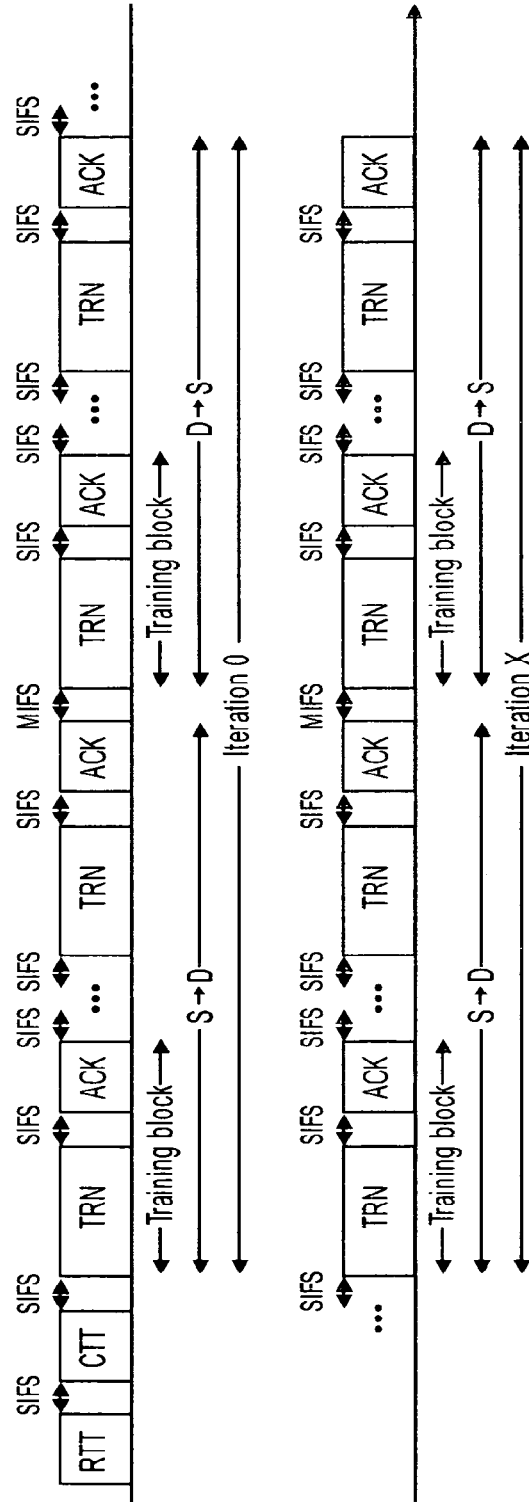 SIFS SIFS SIFS SIFS SIFS SIFS MIFS SIFS SIFS SIFS SIFS SIFS
RTT CTT TRN ACK ... TRN ACK TRN ACK ... TRN ACK ...
Training block Training block
S→D D→S
Iteration 0
SIFS SIFS SIFS SIFS SIFS MIFS SIFS SIFS SIFS SIFS
... TRN ACK ... TRN ACK TRN ACK ... TRN ACK
Training block Training block
S→D D→S
Iteration X